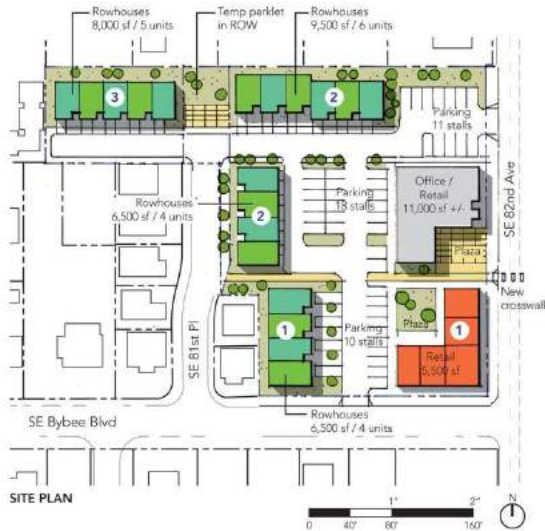 Rowhouses
8,000 sf / 5 units
Temp parklet
in ROW
Rowhouses
9,500 sf / 6 units
3
2
Parking
11 stalls
SE 82nd Ave
Rowhouses
6,500 sf / 4 units
2
Parking
18 stalls
Office /
Retail
11,000 sf +/-
Plaza
New
crosswalk
1
Parking
10 stalls
Plaza
1
Retail
5,500 sf
SE 81st Pl
SE Bybee Blvd
Rowhouses
6,500 sf / 4 units
SITE PLAN
1"
2"
0
40'
80'
160'
N